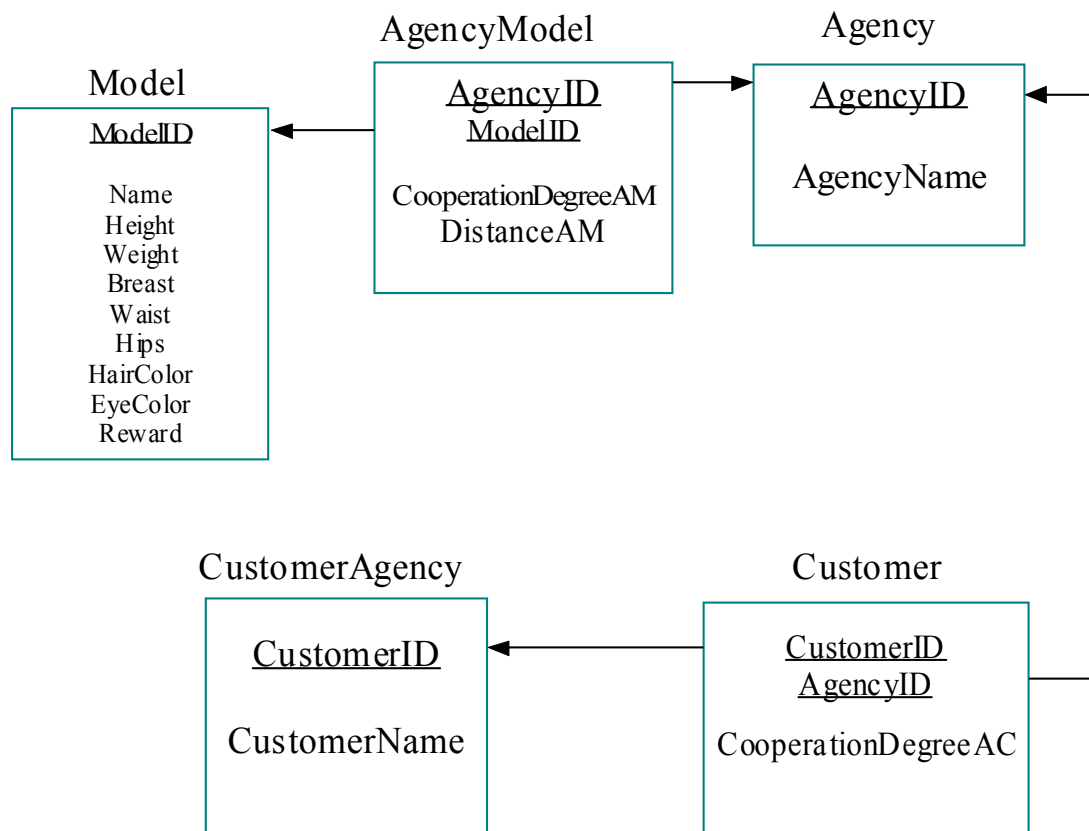 Model
ModelID
Name
Height
Weight
Breast
Waist
Hips
HairColor
EyeColor
Reward
AgencyModel
AgencyID
ModelID
CooperationDegreeAM
DistanceAM
Agency
AgencyID
AgencyName
CustomerAgency
CustomerID
CustomerName
Customer
CustomerID
AgencyID
CooperationDegreeAC